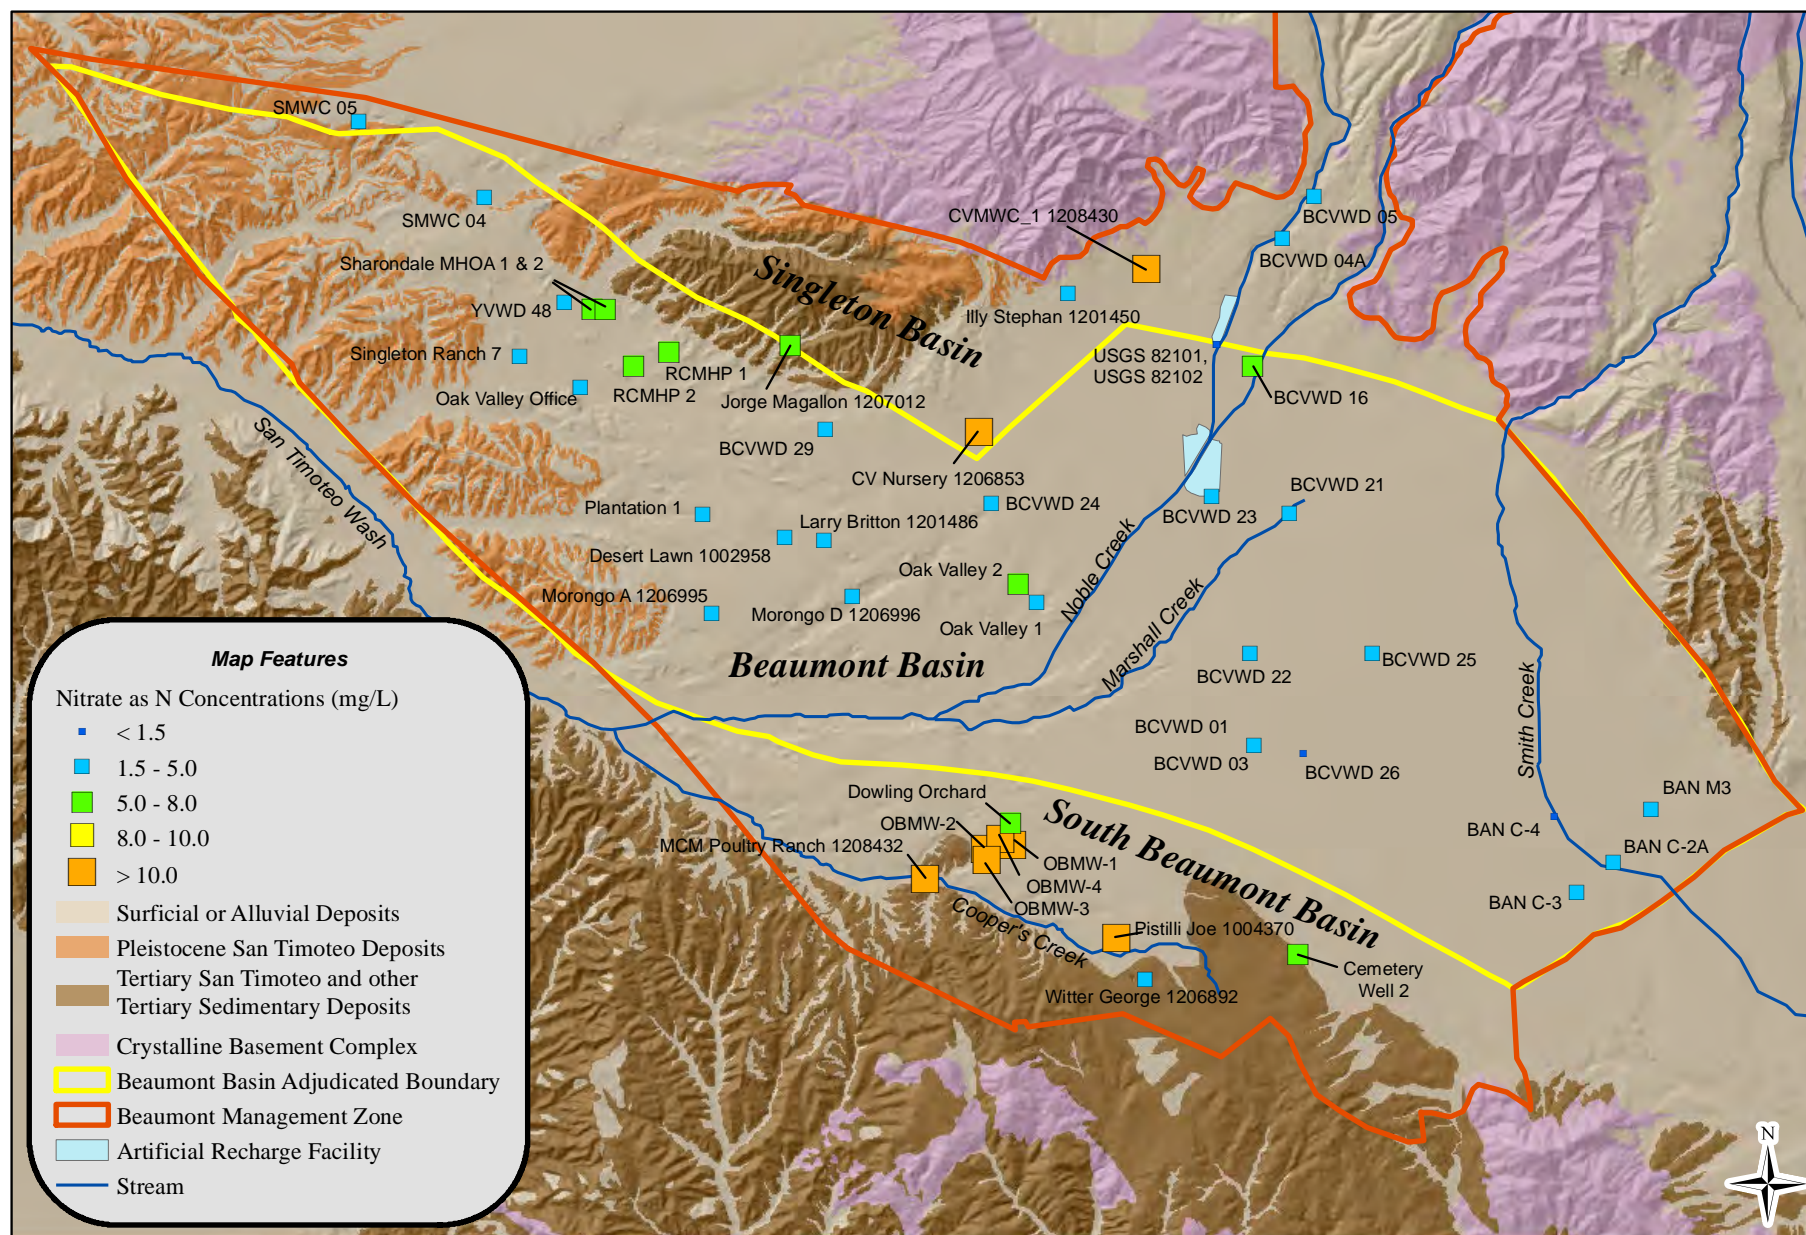 SMWC 05
SMWC 04
CVMWC_1 1208430
BCVWD 05
BCVWD 04A
Sharondale MHOA 1 & 2
Singleton Basin
YVWD 48
Illy Stephan 1201450
Singleton Ranch 7
RCMHP 1
USGS 82101,
USGS 82102
Oak Valley Office
RCMHP 2
Jorge Magallon 1207012
BCVWD 16
San Timoteo Wash
BCVWD 29
CV Nursery 1206853
BCVWD 21
Plantation 1
Larry Britton 1201486
BCVWD 24
BCVWD 23
Desert Lawn 1002958
Oak Valley 2
Noble Creek
Morongo A 1206995
Morongo D 1206996
Oak Valley 1
Marshall Creek
Beaumont Basin
BCVWD 22
BCVWD 25
Smith Creek
BCVWD 01
BCVWD 03
BCVWD 26
Dowling Orchard
South Beaumont Basin
BAN M3
OBMW-2
BAN C-4
MCM Poultry Ranch 1208432
OBMW-1
BAN C-2A
OBMW-4
OBMW-3
BAN C-3
Cooper's Creek
Pistilli Joe 1004370
Cemetery
Well 2
Witter George 1206892
Map Features
Nitrate as N Concentrations (mg/L)
< 1.5
1.5 - 5.0
5.0 - 8.0
8.0 - 10.0
> 10.0
Surficial or Alluvial Deposits
Pleistocene San Timoteo Deposits
Tertiary San Timoteo and other
Tertiary Sedimentary Deposits
Crystalline Basement Complex
Beaumont Basin Adjudicated Boundary
Beaumont Management Zone
Artificial Recharge Facility
Stream
N